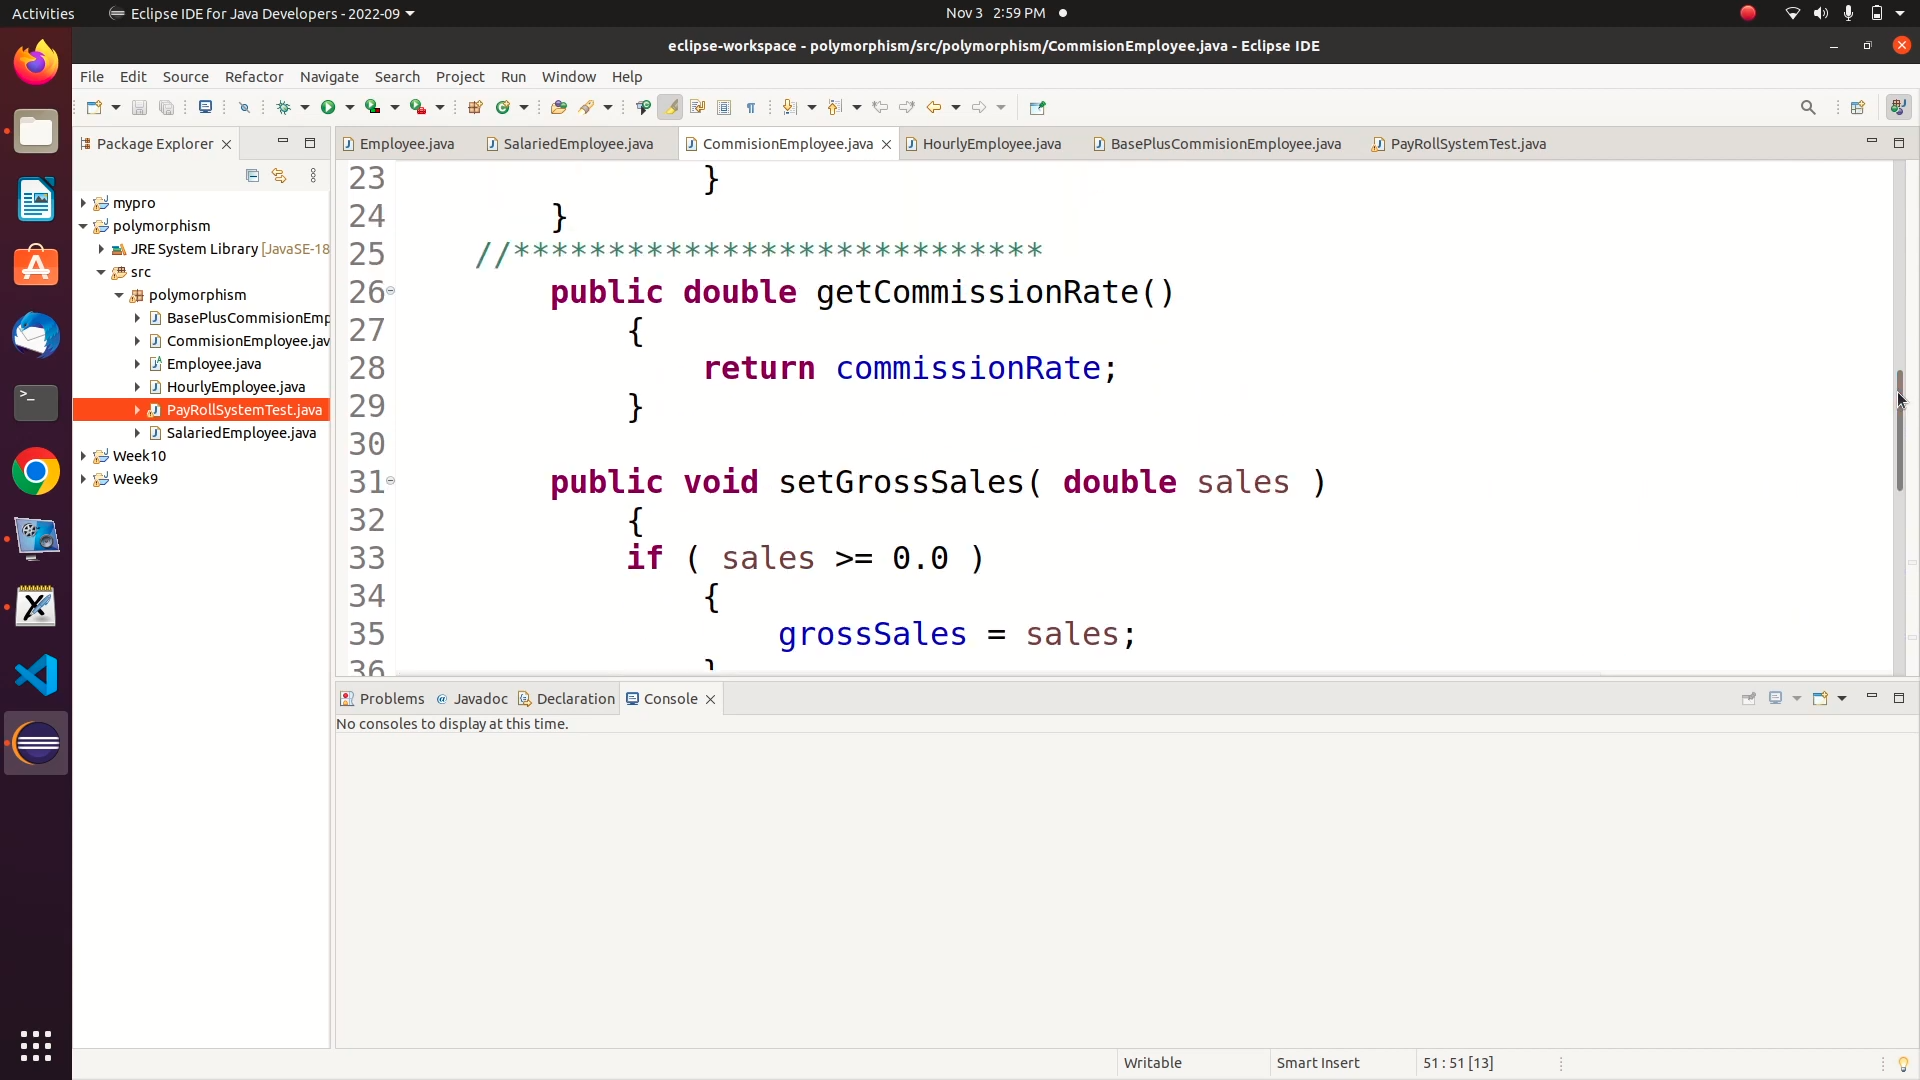 Activities
Eclipse IDE for Java Developers - 2022-09
Nov 3 2:59 PM
eclipse-workspace - polymorphism/src/polymorphism/CommisionEmployee.java - Eclipse IDE
File Edit Source Refactor Navigate Search Project Run Window Help
Package Explorer
mypro
polymorphism
JRE System Library [JavaSE-18
src
polymorphism
BasePlusCommisionEmp
CommisionEmployee.jav
Employee.java
HourlyEmployee.java
PayRollSystemTest.java
SalariedEmployee.java
Week10
Week9
Employee.java
SalariedEmployee.java
CommisionEmployee.java
HourlyEmployee.java
BasePlusCommisionEmployee.java
PayRollSystemTest.java
23 }
24 }
25 //****************************
26 public double getCommissionRate()
27 {
28 return commissionRate;
29 }
30
31 public void setGrossSales( double sales )
32 {
33 if ( sales >= 0.0 )
34 {
35 grossSales = sales;
36 }
Problems
Javadoc
Declaration
Console
No consoles to display at this time.
Writable
Smart Insert
51 : 51 [13]